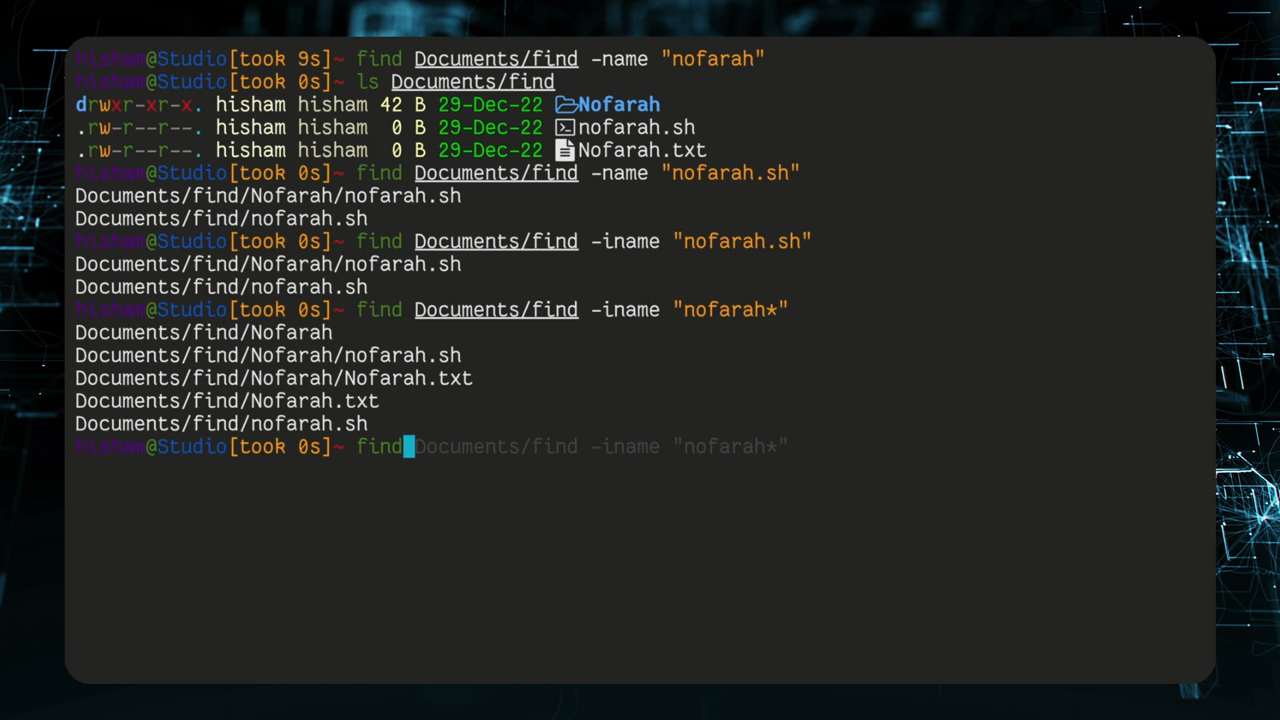 hisham@Studio[took 9s]~ find Documents/find -name "nofarah"
hisham@Studio[took 0s]~ ls Documents/find
drwxr-xr-x. hisham hisham 42 B 29-Dec-22 Nofarah
.rw-r--r--. hisham hisham 0 B 29-Dec-22 nofarah.sh
.rw-r--r--. hisham hisham 0 B 29-Dec-22 Nofarah.txt
hisham@Studio[took 0s]~ find Documents/find -name "nofarah.sh"
Documents/find/Nofarah/nofarah.sh
Documents/find/nofarah.sh
hisham@Studio[took 0s]~ find Documents/find -iname "nofarah.sh"
Documents/find/Nofarah/nofarah.sh
Documents/find/nofarah.sh
hisham@Studio[took 0s]~ find Documents/find -iname "nofarah*"
Documents/find/Nofarah
Documents/find/Nofarah/nofarah.sh
Documents/find/Nofarah/Nofarah.txt
Documents/find/Nofarah.txt
Documents/find/nofarah.sh
hisham@Studio[took 0s]~ find Documents/find -iname "nofarah*"